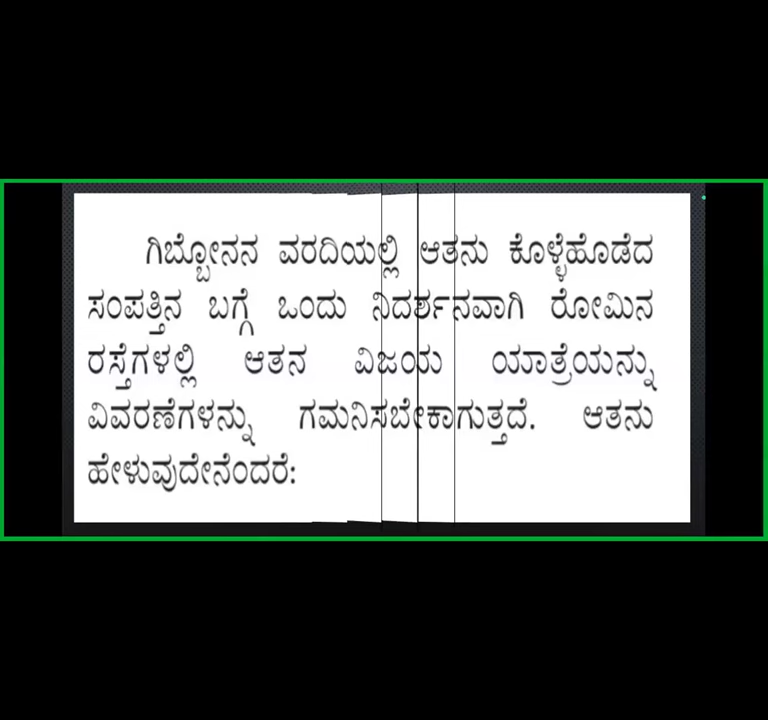 ಗಿಬ್ಬೋನನ ವರದಿಯಲ್ಲಿ ಆತನು ಕೊಳ್ಳೆಹೊಡೆದ
ಸಂಪತ್ತಿನ ಬಗ್ಗೆ ಒಂದು ನಿದರ್ಶನವಾಗಿ ರೋಮಿನ
ರಸ್ತೆಗಳಲ್ಲಿ ಆತನ ವಿಜಯ ಯಾತ್ರೆಯನ್ನು
ವಿವರಣೆಗಳನ್ನು ಗಮನಿಸಬೇಕಾಗುತ್ತದೆ. ಆತನು
ಹೇಳುವುದೇನೆಂದರೆ: